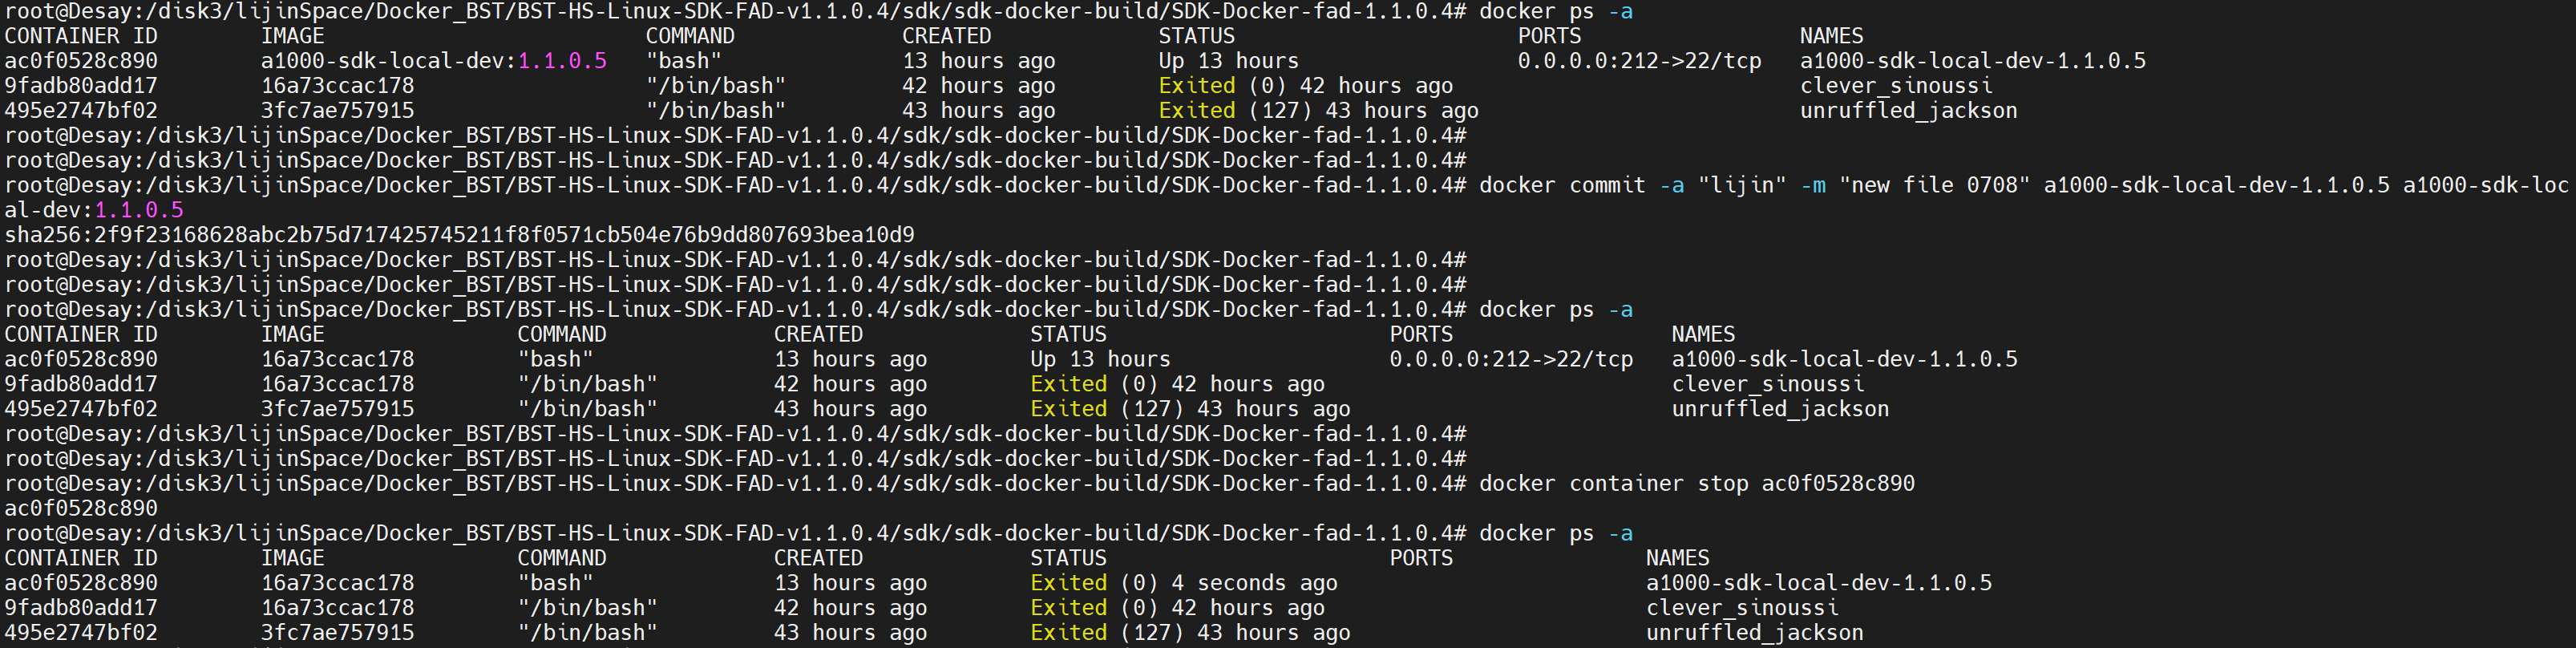 root@Desay:/disk3/lijinSpace/Docker_BST/BST-HS-Linux-SDK-FAD-v1.1.0.4/sdk/sdk-docker-build/SDK-Docker-fad-1.1.0.4# docker ps -a
CONTAINER ID        IMAGE                         COMMAND             CREATED             STATUS                      PORTS                 NAMES
ac0f0528c890        a1000-sdk-local-dev:1.1.0.5   "bash"              13 hours ago        Up 13 hours                 0.0.0.0:212->22/tcp   a1000-sdk-local-dev-1.1.0.5
9fadb80add17        16a73ccac178                  "/bin/bash"         42 hours ago        Exited (0) 42 hours ago                           clever_sinoussi
495e2747bf02        3fc7ae757915                  "/bin/bash"         43 hours ago        Exited (127) 43 hours ago                         unruffled_jackson
root@Desay:/disk3/lijinSpace/Docker_BST/BST-HS-Linux-SDK-FAD-v1.1.0.4/sdk/sdk-docker-build/SDK-Docker-fad-1.1.0.4#
root@Desay:/disk3/lijinSpace/Docker_BST/BST-HS-Linux-SDK-FAD-v1.1.0.4/sdk/sdk-docker-build/SDK-Docker-fad-1.1.0.4#
root@Desay:/disk3/lijinSpace/Docker_BST/BST-HS-Linux-SDK-FAD-v1.1.0.4/sdk/sdk-docker-build/SDK-Docker-fad-1.1.0.4# docker commit -a "lijin" -m "new file 0708" a1000-sdk-local-dev-1.1.0.5 a1000-sdk-loc
al-dev:1.1.0.5
sha256:2f9f23168628abc2b75d717425745211f8f0571cb504e76b9dd807693bea10d9
root@Desay:/disk3/lijinSpace/Docker_BST/BST-HS-Linux-SDK-FAD-v1.1.0.4/sdk/sdk-docker-build/SDK-Docker-fad-1.1.0.4#
root@Desay:/disk3/lijinSpace/Docker_BST/BST-HS-Linux-SDK-FAD-v1.1.0.4/sdk/sdk-docker-build/SDK-Docker-fad-1.1.0.4#
root@Desay:/disk3/lijinSpace/Docker_BST/BST-HS-Linux-SDK-FAD-v1.1.0.4/sdk/sdk-docker-build/SDK-Docker-fad-1.1.0.4# docker ps -a
CONTAINER ID        IMAGE               COMMAND             CREATED             STATUS                      PORTS                 NAMES
ac0f0528c890        16a73ccac178        "bash"              13 hours ago        Up 13 hours                 0.0.0.0:212->22/tcp   a1000-sdk-local-dev-1.1.0.5
9fadb80add17        16a73ccac178        "/bin/bash"         42 hours ago        Exited (0) 42 hours ago                           clever_sinoussi
495e2747bf02        3fc7ae757915        "/bin/bash"         43 hours ago        Exited (127) 43 hours ago                         unruffled_jackson
root@Desay:/disk3/lijinSpace/Docker_BST/BST-HS-Linux-SDK-FAD-v1.1.0.4/sdk/sdk-docker-build/SDK-Docker-fad-1.1.0.4#
root@Desay:/disk3/lijinSpace/Docker_BST/BST-HS-Linux-SDK-FAD-v1.1.0.4/sdk/sdk-docker-build/SDK-Docker-fad-1.1.0.4#
root@Desay:/disk3/lijinSpace/Docker_BST/BST-HS-Linux-SDK-FAD-v1.1.0.4/sdk/sdk-docker-build/SDK-Docker-fad-1.1.0.4# docker container stop ac0f0528c890
ac0f0528c890
root@Desay:/disk3/lijinSpace/Docker_BST/BST-HS-Linux-SDK-FAD-v1.1.0.4/sdk/sdk-docker-build/SDK-Docker-fad-1.1.0.4# docker ps -a
CONTAINER ID        IMAGE               COMMAND             CREATED             STATUS                      PORTS               NAMES
ac0f0528c890        16a73ccac178        "bash"              13 hours ago        Exited (0) 4 seconds ago                        a1000-sdk-local-dev-1.1.0.5
9fadb80add17        16a73ccac178        "/bin/bash"         42 hours ago        Exited (0) 42 hours ago                         clever_sinoussi
495e2747bf02        3fc7ae757915        "/bin/bash"         43 hours ago        Exited (127) 43 hours ago                       unruffled_jackson